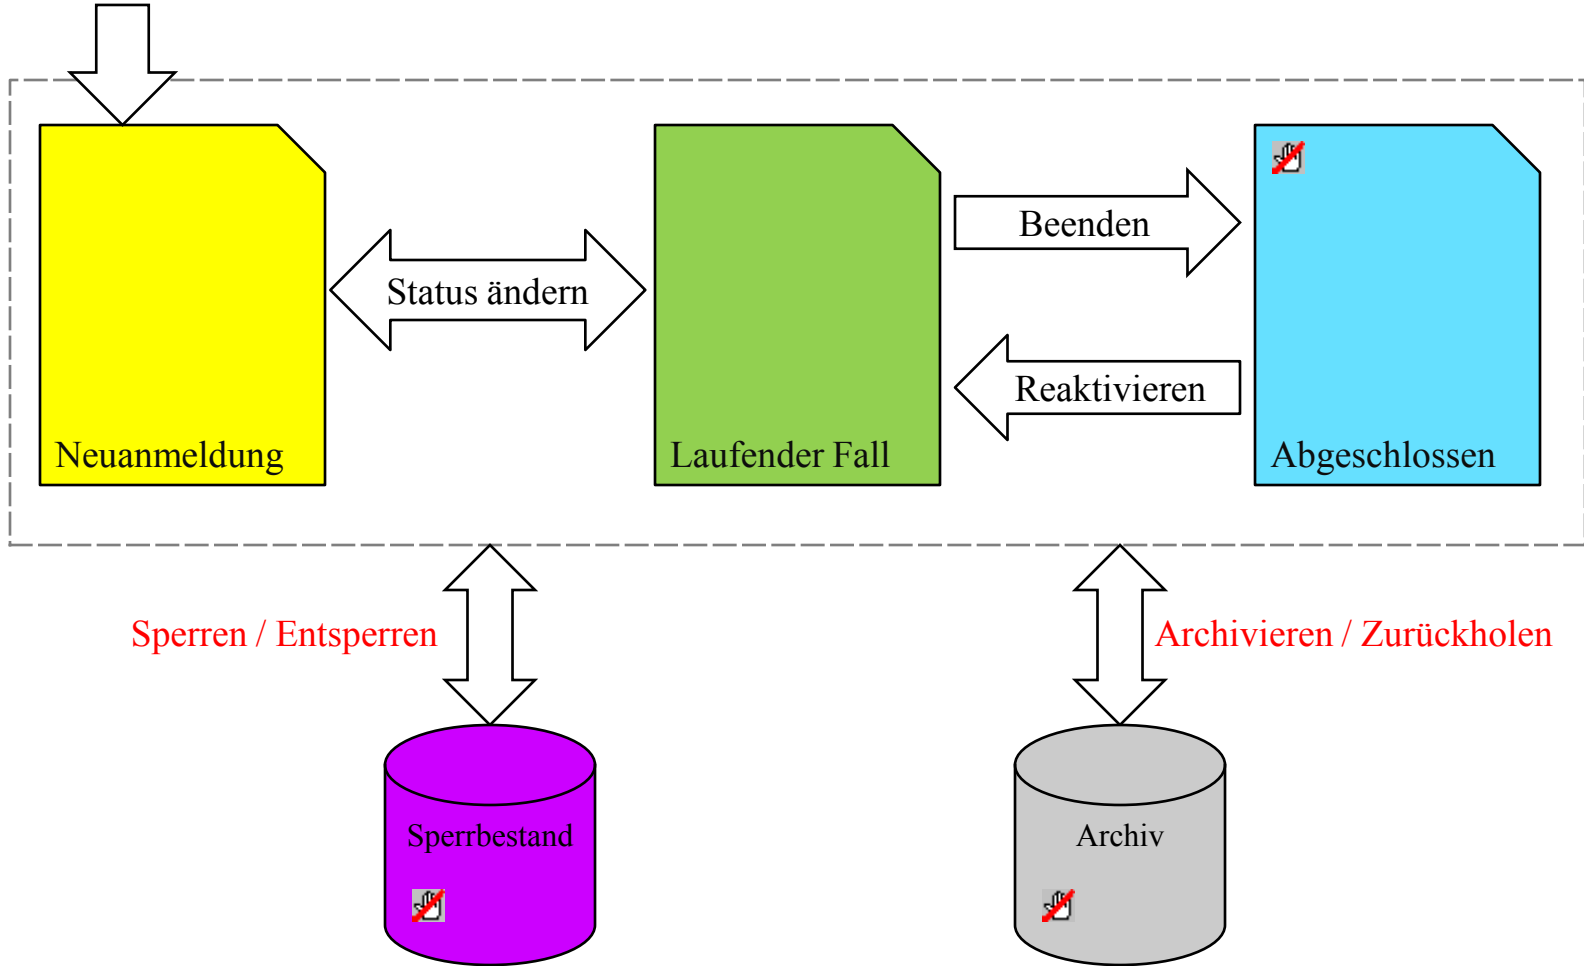 Beenden
Status ändern
Reaktivieren
Neuanmeldung
Laufender Fall
Abgeschlossen
Sperren / Entsperren
Archivieren / Zurückholen
Sperrbestand
Archiv